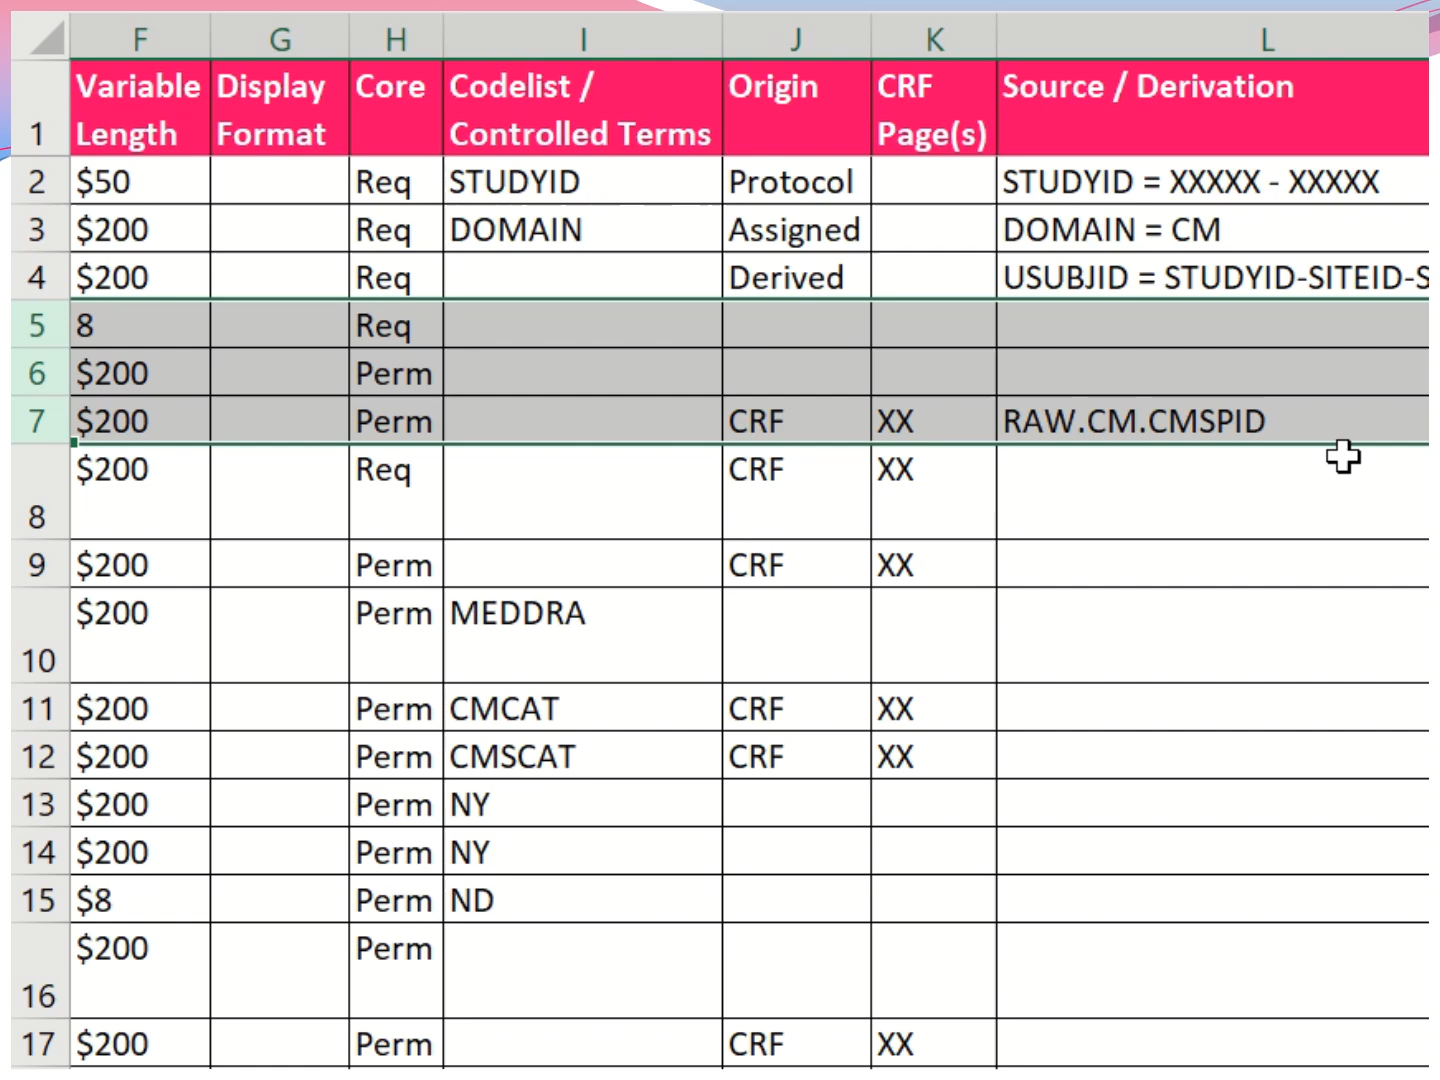 F G H I J K L
Variable Display Core Codelist / Origin CRF Source / Derivation
1 Length Format Controlled Terms Page(s)
2 $50 Req STUDYID Protocol STUDYID = XXXXX - XXXXX
3 $200 Req DOMAIN Assigned DOMAIN = CM
4 $200 Req Derived USUBJID = STUDYID-SITEID-S
5 8 Req
6 $200 Perm
7 $200 Perm CRF XX RAW.CM.CMSPID
$200 Req CRF XX
8
9 $200 Perm CRF XX
$200 Perm MEDDRA
10
11 $200 Perm CMCAT CRF XX
12 $200 Perm CMSCAT CRF XX
13 $200 Perm NY
14 $200 Perm NY
15 $8 Perm ND
$200 Perm
16
17 $200 Perm CRF XX